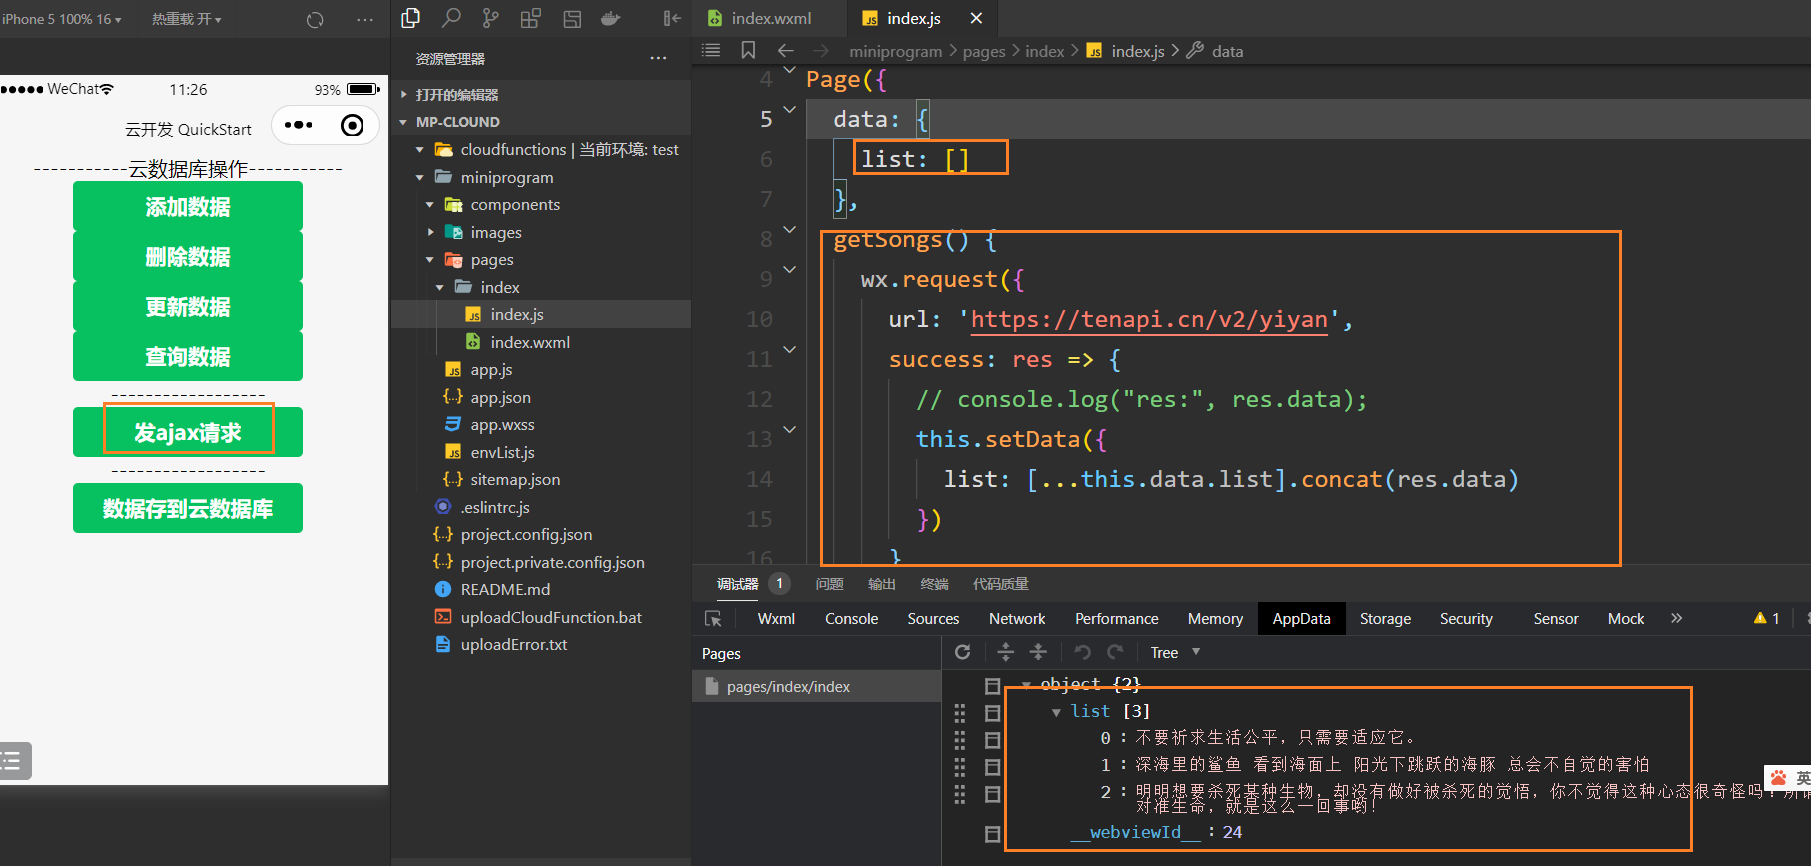 iPhone 5 100% 16
热重载 开
WeChat
11:26
93%
云开发 QuickStart
-----------云数据库操作-----------
添加数据
删除数据
更新数据
查询数据
------------------
发ajax请求
------------------
数据存到云数据库
资源管理器
打开的编辑器
MP-CLOUND
cloudfunctions | 当前环境: test
miniprogram
components
images
pages
index
index.js
index.wxml
app.js
app.json
app.wxss
envList.js
sitemap.json
.eslintrc.js
project.config.json
project.private.config.json
README.md
uploadCloudFunction.bat
uploadError.txt
index.wxml
index.js
miniprogram > pages > index > index.js > data
4 Page({
5 data: {
6 list: []
7 },
8 getSongs() {
9 wx.request({
10 url: 'https://tenapi.cn/v2/yiyan',
11 success: res => {
12 // console.log("res:", res.data);
13 this.setData({
14 list: [...this.data.list].concat(res.data)
15 })
16 }
调试器 1 问题 输出 终端 代码质量
Wxml Console Sources Network Performance Memory AppData Storage Security Sensor Mock 1
Pages
Tree
pages/index/index
object {2}
list [3]
0 : 不要祈求生活公平，只需要适应它。
1 : 深海里的鲨鱼 看到海面上 阳光下跳跃的海豚 总会不自觉的害怕
2 : 明明想要杀死某种生物，却没有做好被杀死的觉悟，你不觉得这种心态很奇怪吗？所谓
对准生命，就是这么一回事哟！
__webviewId__ : 24
英